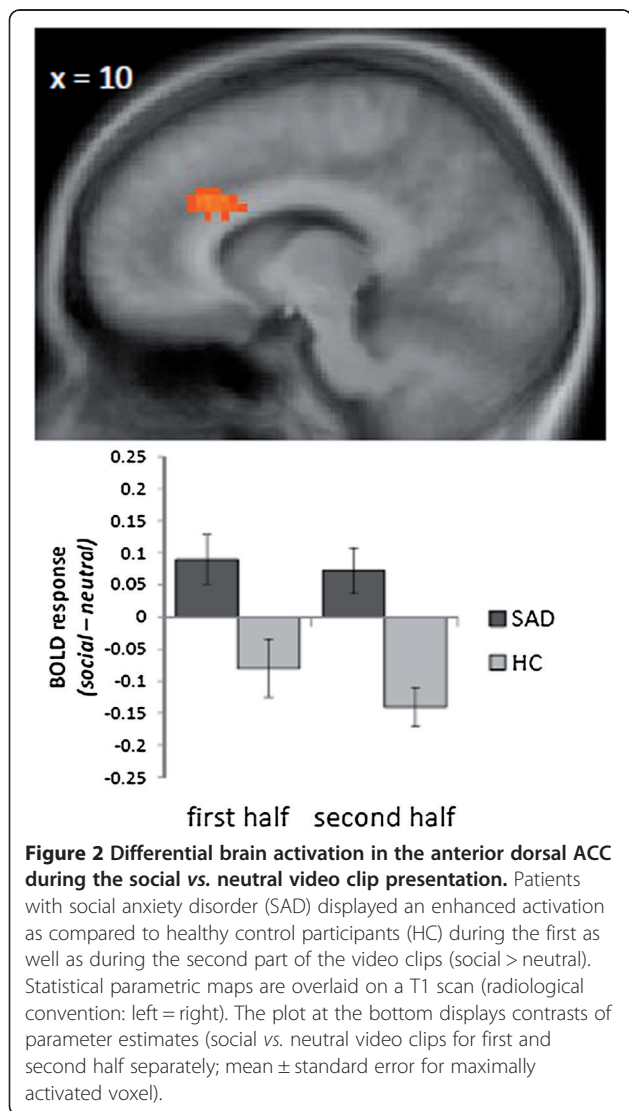 x = 10
0.25
0.2
0.15
0.1
0.05
0
-0.05
-0.1
-0.15
-0.2
-0.25
BOLD response
(social – neutral)
SAD
HC
first half second half
Figure 2 Differential brain activation in the anterior dorsal ACC
during the social vs. neutral video clip presentation. Patients
with social anxiety disorder (SAD) displayed an enhanced activation
as compared to healthy control participants (HC) during the first as
well as during the second part of the video clips (social > neutral).
Statistical parametric maps are overlaid on a T1 scan (radiological
convention: left = right). The plot at the bottom displays contrasts of
parameter estimates (social vs. neutral video clips for first and
second half separately; mean ± standard error for maximally
activated voxel).